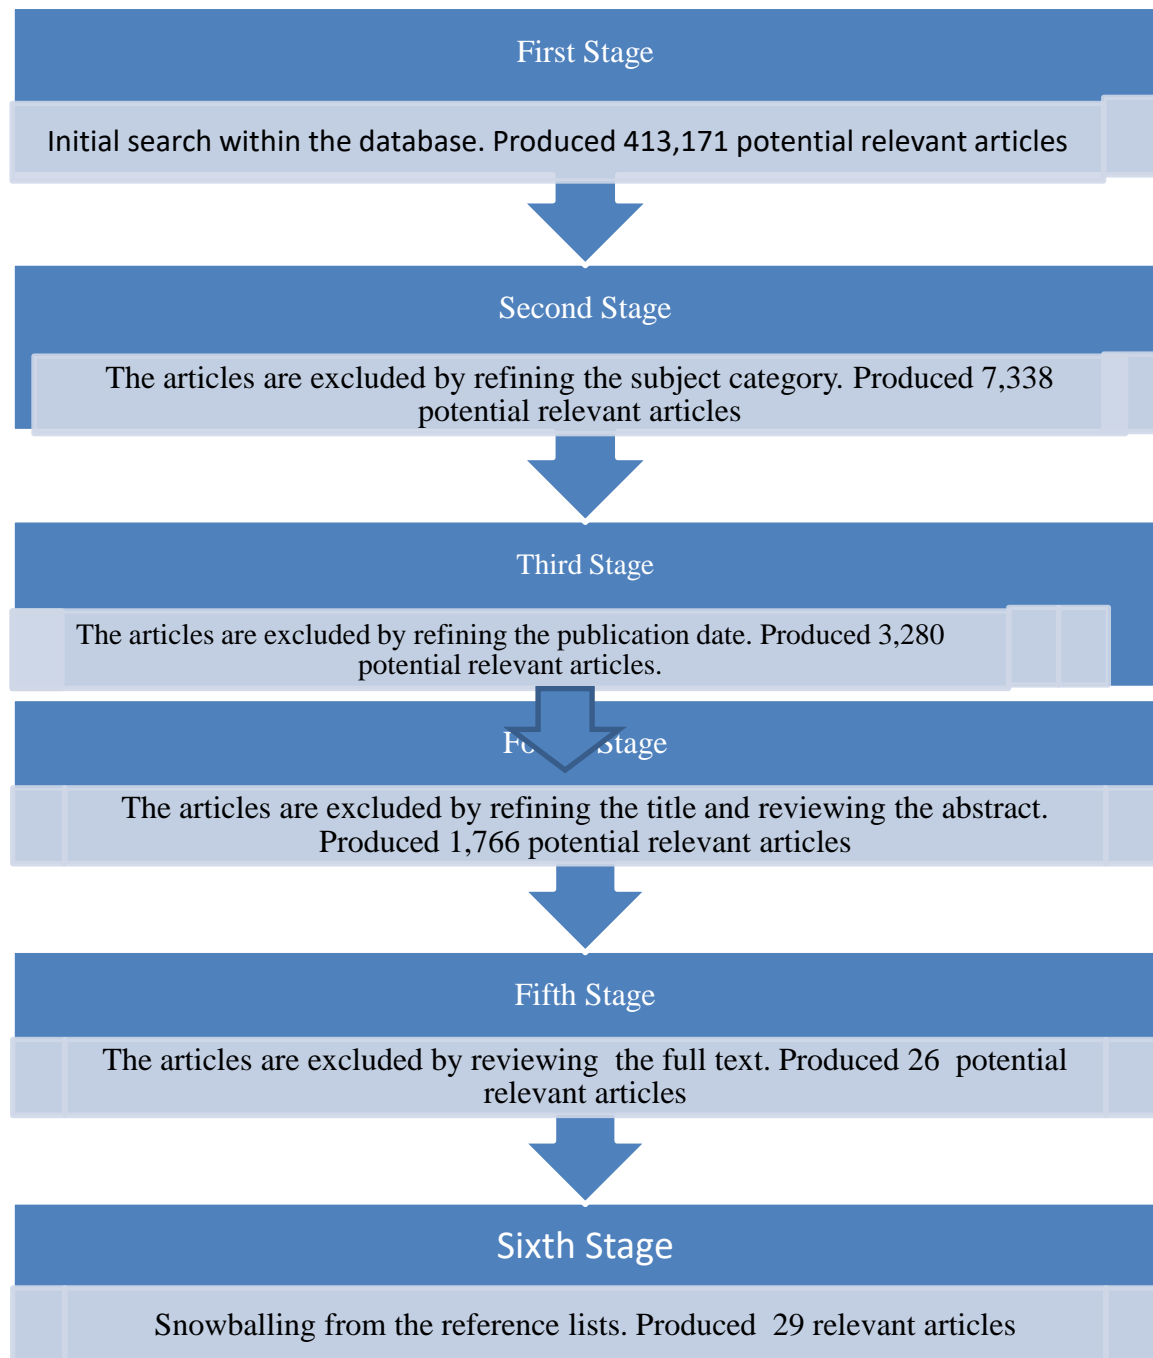 First Stage
Initial search within the database. Produced 413,171 potential relevant articles
Second Stage
The articles are excluded by refining the subject category. Produced 7,338
potential relevant articles
Third Stage
The articles are excluded by refining the publication date. Produced 3,280
potential relevant articles.
Stage
The articles are excluded by refining the title and reviewing the abstract.
Produced 1,766 potential relevant articles
Fifth Stage
The articles are excluded by reviewing  the full text. Produced 26  potential
relevant articles
Sixth Stage
Snowballing from the reference lists. Produced  29 relevant articles